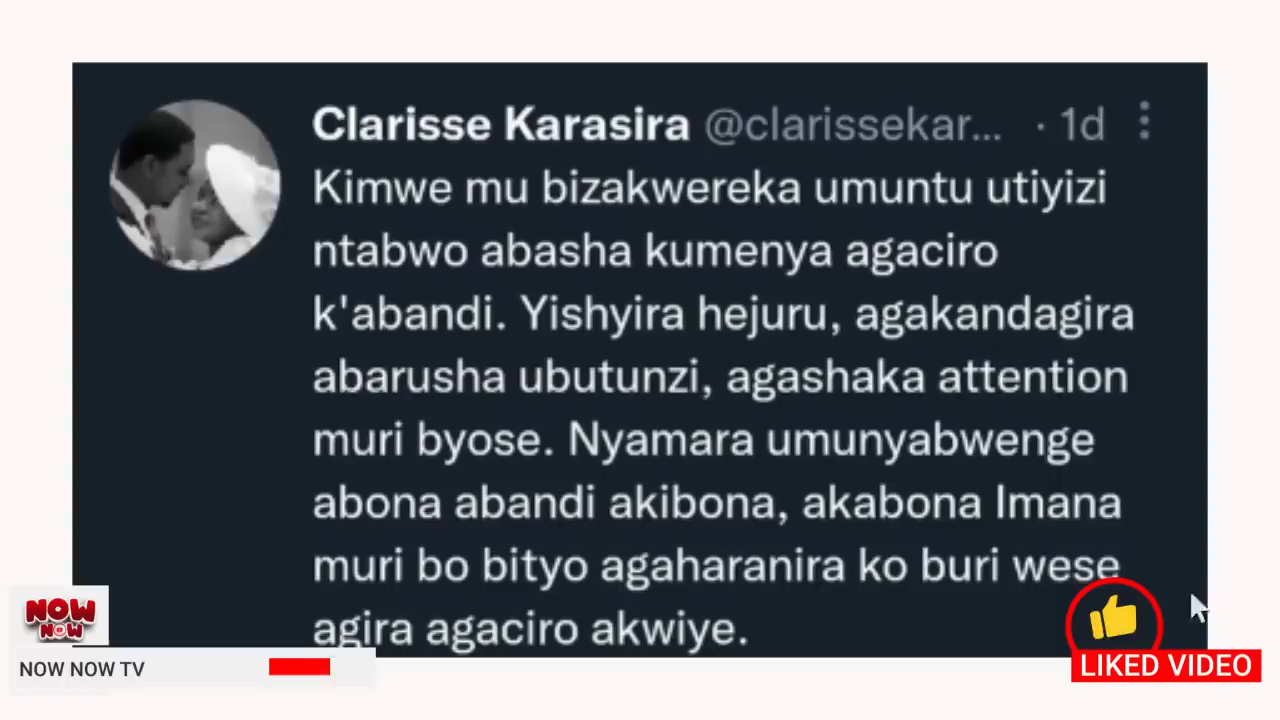 Clarisse Karasira @clarissekar... · 1d
Kimwe mu bizakwereka umuntu utiyizi
ntabwo abasha kumenya agaciro
k'abandi. Yishyira hejuru, agakandagira
abarusha ubutunzi, agashaka attention
muri byose. Nyamara umunyabwenge
abona abandi akibona, akabona Imana
muri bo bityo agaharanira ko buri wese
agira agaciro akwiye.
NOW
NOW
NOW NOW TV
LIKED VIDEO